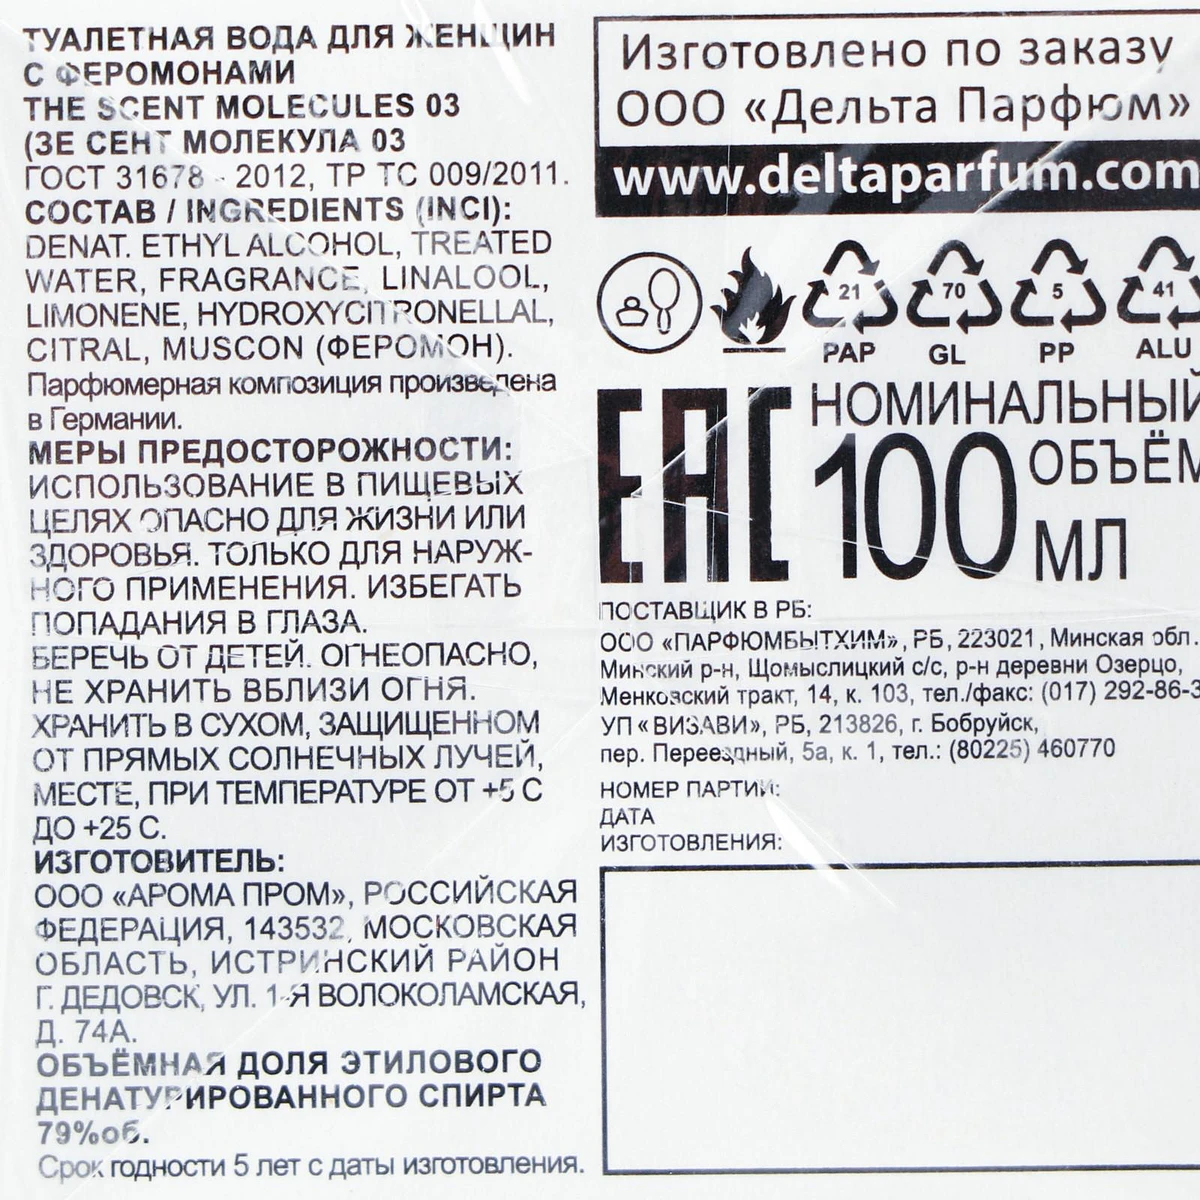 ТУАЛЕТНАЯ ВОДА ДЛЯ ЖЕНЩИН
С ФЕРОМОНАМИ
THE SCENT MOLECULES 03
(ЗЕ СЕНТ МОЛЕКУЛА 03
ГОСТ 31678 - 2012, ТР ТС 009/2011.
СОСТАВ / INGREDIENTS (INCI):
DENAT. ETHYL ALCOHOL, TREATED
WATER, FRAGRANCE, LINALOOL,
LIMONENE, HYDROXYCITRONELLAL,
CITRAL, MUSCON (ФЕРОМОН).
Парфюмерная композиция произведена
в Германии.
МЕРЫ ПРЕДОСТОРОЖНОСТИ:
ИСПОЛЬЗОВАНИЕ В ПИЩЕВЫХ
ЦЕЛЯХ ОПАСНО ДЛЯ ЖИЗНИ ИЛИ
ЗДОРОВЬЯ. ТОЛЬКО ДЛЯ НАРУЖ-
НОГО ПРИМЕНЕНИЯ. ИЗБЕГАТЬ
ПОПАДАНИЯ В ГЛАЗА.
БЕРЕЧЬ ОТ ДЕТЕЙ. ОГНЕОПАСНО,
НЕ ХРАНИТЬ ВБЛИЗИ ОГНЯ.
ХРАНИТЬ В СУХОМ, ЗАЩИЩЕННОМ
ОТ ПРЯМЫХ СОЛНЕЧНЫХ ЛУЧЕЙ,
МЕСТЕ, ПРИ ТЕМПЕРАТУРЕ ОТ +5 С
ДО +25 С.
ИЗГОТОВИТЕЛЬ:
ООО «АРОМА ПРОМ», РОССИЙСКАЯ
ФЕДЕРАЦИЯ, 143532, МОСКОВСКАЯ
ОБЛАСТЬ, ИСТРИНСКИЙ РАЙОН
Г. ДЕДОВСК, УЛ. 1-Я ВОЛОКОЛАМСКАЯ,
Д. 74А.
ОБЪЁМНАЯ ДОЛЯ ЭТИЛОВОГО
ДЕНАТУРИРОВАННОГО СПИРТА
79%об.
Срок годности 5 лет с даты изготовления.
Изготовлено по заказу
ООО «Дельта Парфюм»
www.deltaparfum.com
21 70 5 41
PAP GL PP ALU
EAC
НОМИНАЛЬНЫЙ
ОБЪЁМ
100 МЛ
ПОСТАВЩИК В РБ:
ООО «ПАРФЮМБЫТХИМ», РБ, 223021, Минская обл.
Минский р-н, Щомыслицкий с/с, р-н деревни Озерцо,
Менковский тракт, 14, к. 103, тел./факс: (017) 292-86-3
УП «ВИЗАВИ», РБ, 213826, г. Бобруйск,
пер. Переездный, 5а, к. 1, тел.: (80225) 460770
НОМЕР ПАРТИИ:
ДАТА
ИЗГОТОВЛЕНИЯ: